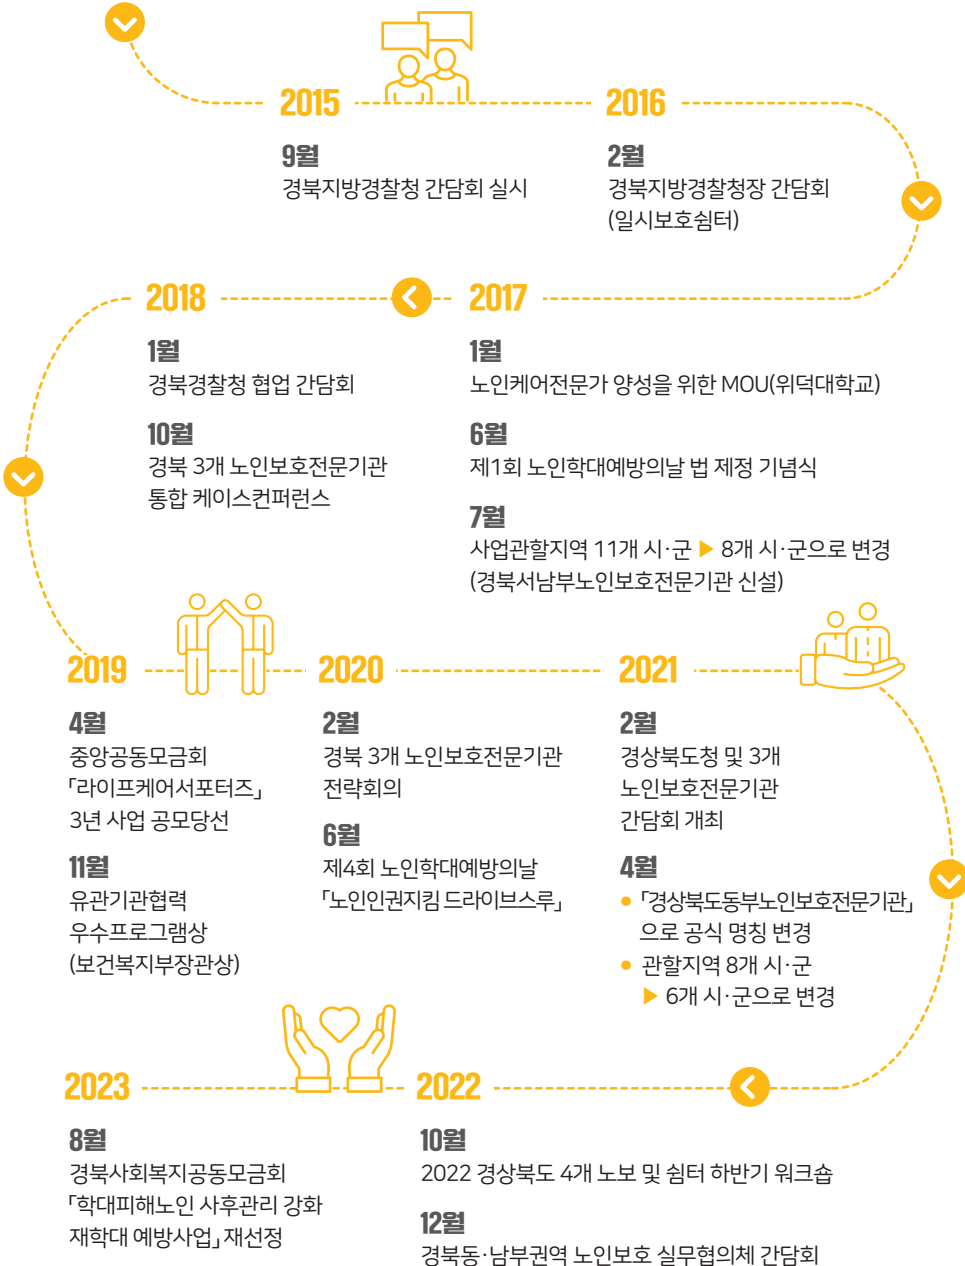 2015
9월
경북지방경찰청 간담회 실시
2016
2월
경북지방경찰청장 간담회
(일시보호쉼터)
2017
1월
노인케어전문가 양성을 위한 MOU(위덕대학교)
6월
제1회 노인학대예방의날 법 제정 기념식
7월
사업관할지역 11개 시·군 ▶ 8개 시·군으로 변경
(경북서남부노인보호전문기관 신설)
2018
1월
경북경찰청 협업 간담회
10월
경북 3개 노인보호전문기관
통합 케이스컨퍼런스
2019
4월
중앙공동모금회
「라이프케어서포터즈」
3년 사업 공모당선
11월
유관기관협력
우수프로그램상
(보건복지부장관상)
2020
2월
경북 3개 노인보호전문기관
전략회의
6월
제4회 노인학대예방의날
「노인인권지킴 드라이브스루」
2021
2월
경상북도청 및 3개
노인보호전문기관
간담회 개최
4월
● 「경상북도동부노인보호전문기관」
으로 공식 명칭 변경
● 관할지역 8개 시·군
▶ 6개 시·군으로 변경
2022
10월
2022 경상북도 4개 노보 및 쉼터 하반기 워크숍
12월
경북동·남부권역 노인보호 실무협의체 간담회
2023
8월
경북사회복지공동모금회
「학대피해노인 사후관리 강화
재학대 예방사업」 재선정